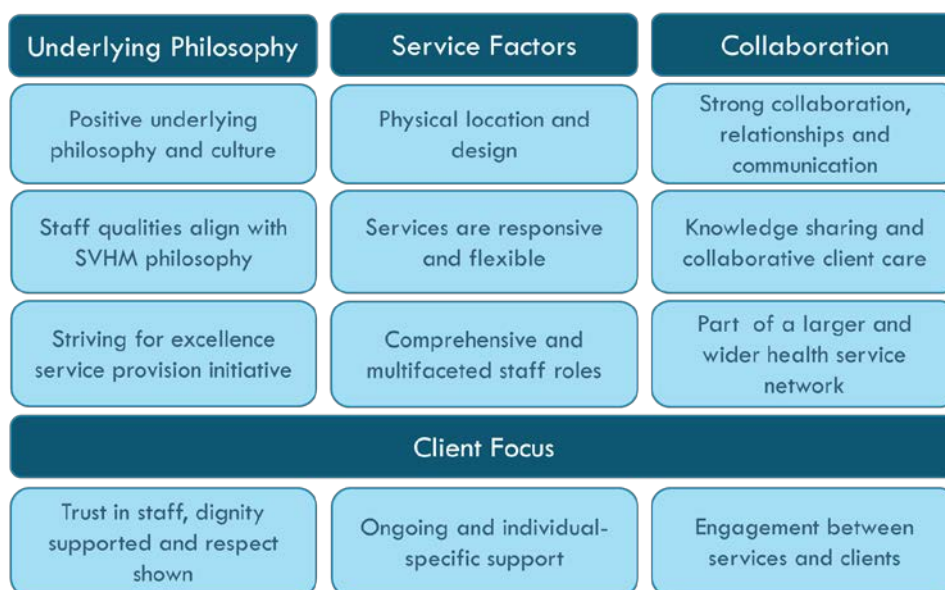 Underlying Philosophy
Service Factors
Collaboration
Positive underlying
philosophy and culture
Physical location and
design
Strong collaboration,
relationships and
communication
Staff qualities align with
SVHM philosophy
Services are responsive
and flexible
Knowledge sharing and
collaborative client care
Striving for excellence
service provision initiative
Comprehensive and
multifaceted staff roles
Part of a larger and
wider health service
network
Client Focus
Trust in staff, dignity
supported and respect
shown
Ongoing and individual-
specific support
Engagement between
services and clients